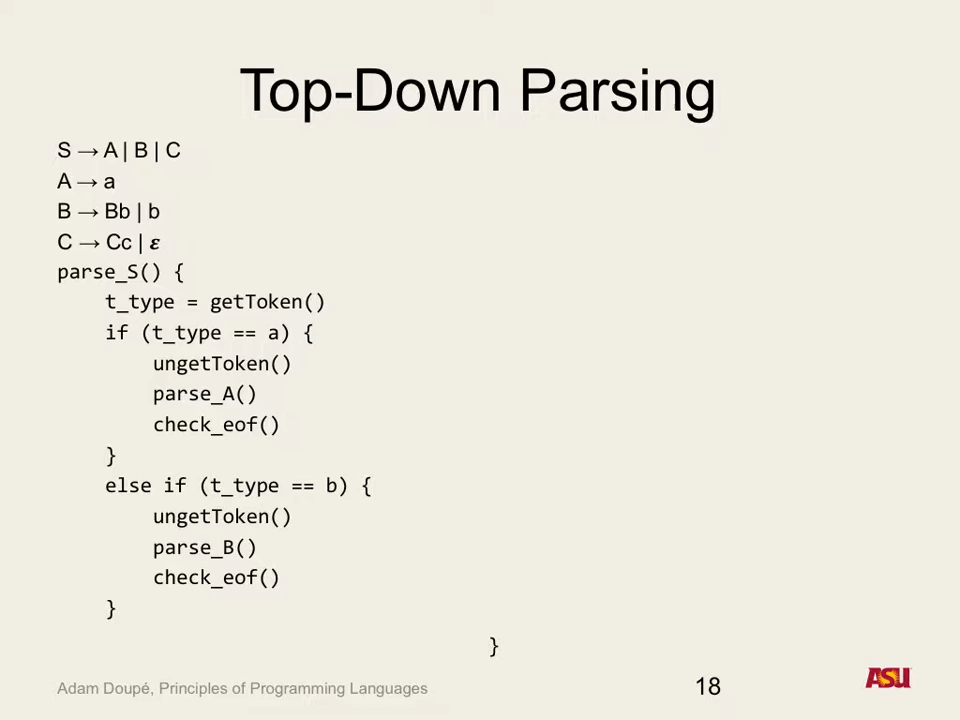 Top-Down Parsing
S → A | B | C
A → a
B → Bb | b
C → Cc | ε
parse_S() {
    t_type = getToken()
    if (t_type == a) {
        ungetToken()
        parse_A()
        check_eof()
    }
    else if (t_type == b) {
        ungetToken()
        parse_B()
        check_eof()
    }
}
Adam Doupé, Principles of Programming Languages
18
ASU